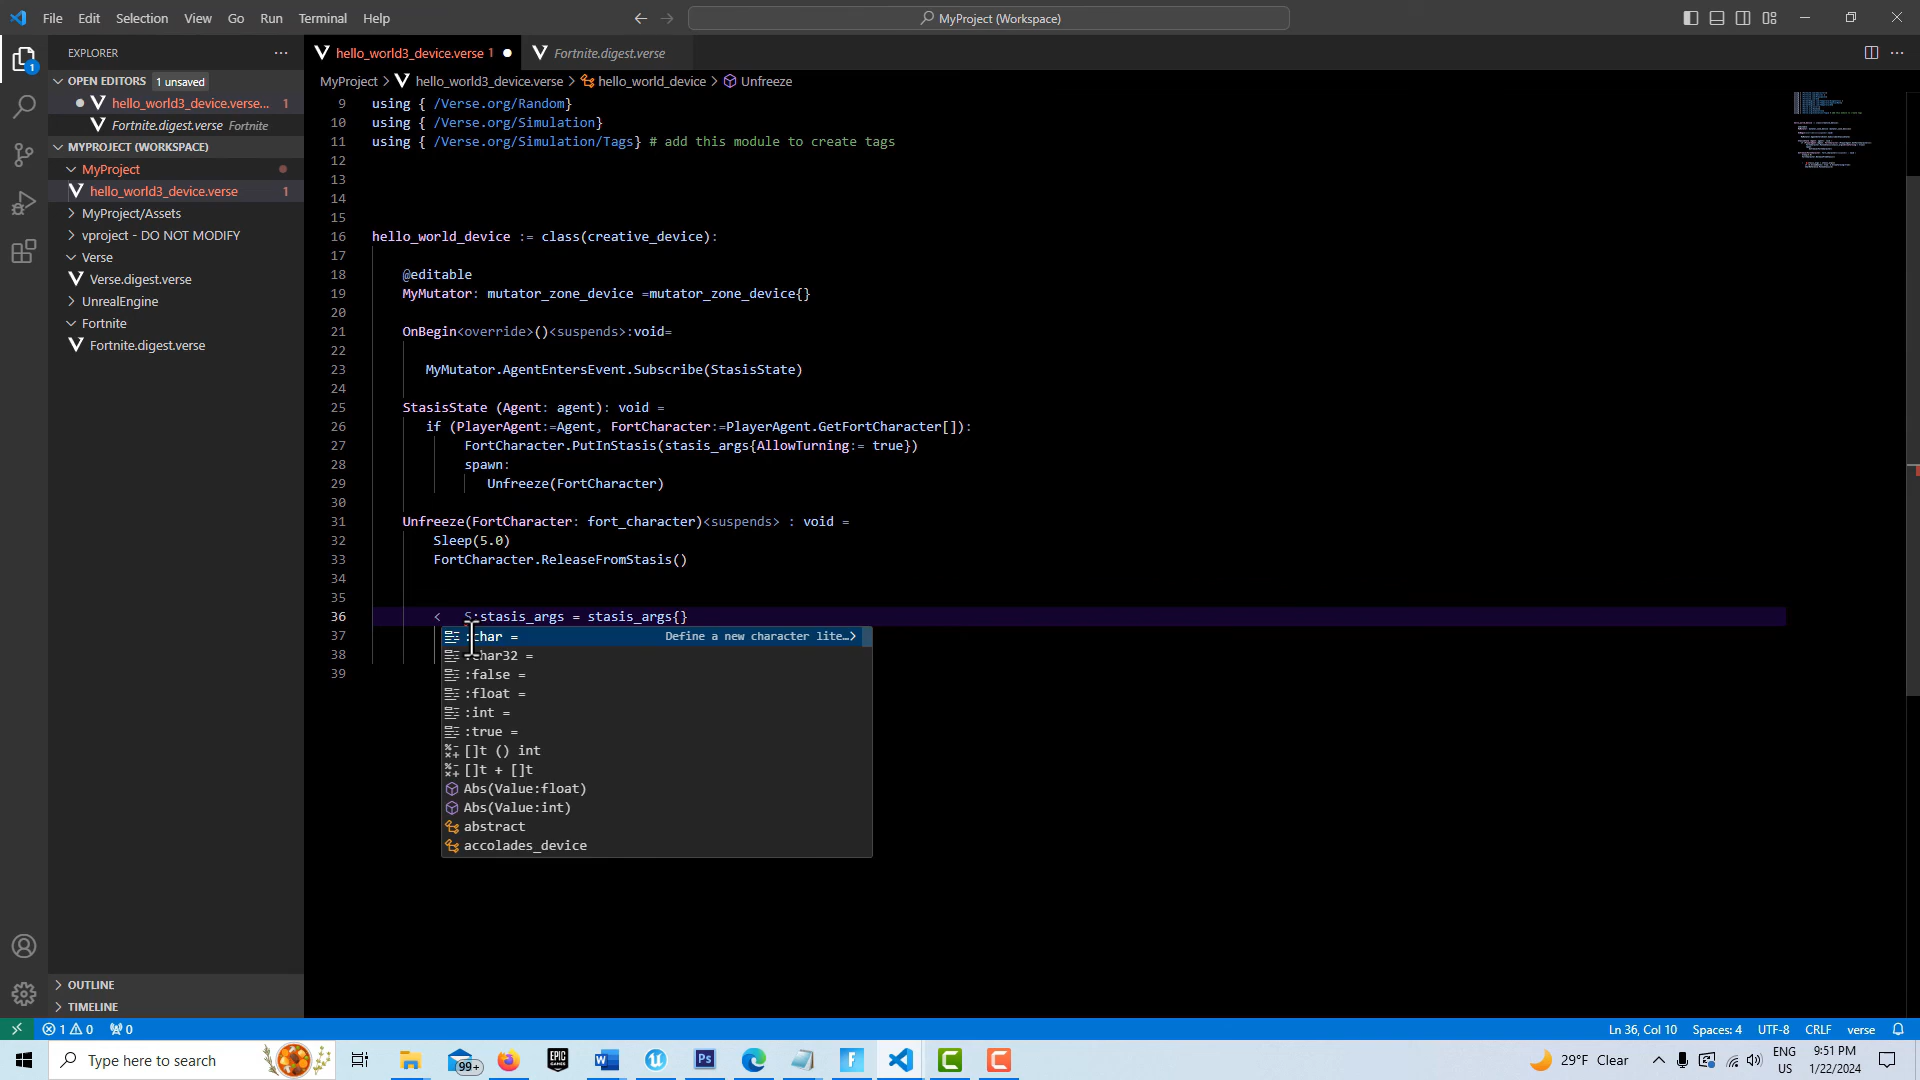 File Edit Selection View Go Run Terminal Help
MyProject (Workspace)
EXPLORER
hello_world3_device.verse 1
Fortnite.digest.verse
OPEN EDITORS 1 unsaved
hello_world3_device.verse... 1
Fortnite.digest.verse Fortnite
MYPROJECT (WORKSPACE)
MyProject
hello_world3_device.verse 1
MyProject/Assets
vproject - DO NOT MODIFY
Verse
Verse.digest.verse
UnrealEngine
Fortnite
Fortnite.digest.verse
OUTLINE
TIMELINE
MyProject > hello_world3_device.verse > hello_world_device > Unfreeze
9 using { /Verse.org/Random}
10 using { /Verse.org/Simulation}
11 using { /Verse.org/Simulation/Tags} # add this module to create tags
12
13
14
15
16 hello_world_device := class(creative_device):
17
18 @editable
19 MyMutator: mutator_zone_device =mutator_zone_device{}
20
21 OnBegin<override>()<suspends>:void=
22
23 MyMutator.AgentEntersEvent.Subscribe(StasisState)
24
25 StasisState (Agent: agent): void =
26 if (PlayerAgent:=Agent, FortCharacter:=PlayerAgent.GetFortCharacter[]):
27 FortCharacter.PutInStasis(stasis_args{AllowTurning:= true})
28 spawn:
29 Unfreeze(FortCharacter)
30
31 Unfreeze(FortCharacter: fort_character)<suspends> : void =
32 Sleep(5.0)
33 FortCharacter.ReleaseFromStasis()
34
35
36 < S:stasis_args = stasis_args{}
37
38
39
:char = Define a new character lite...>
:char32 =
:false =
:float =
:int =
:true =
[]t () int
[]t + []t
Abs(Value:float)
Abs(Value:int)
abstract
accolades_device
1 0 0
Ln 36, Col 10 Spaces: 4 UTF-8 CRLF verse
Type here to search
99+
29°F Clear
ENG
US
9:51 PM
1/22/2024